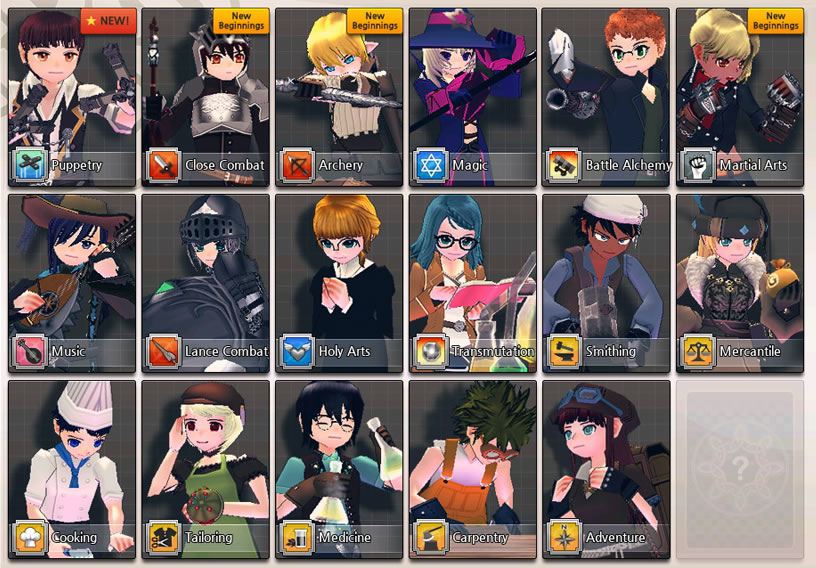 NEW!
New
Beginnings
New
Beginnings
New
Beginnings
Puppetry
Close Combat
Archery
Magic
Battle Alchemy
Martial Arts
Music
Lance Combat
Holy Arts
Transmutation
Smithing
Mercantile
Cooking
Tailoring
Medicine
Carpentry
N
Adventure
?